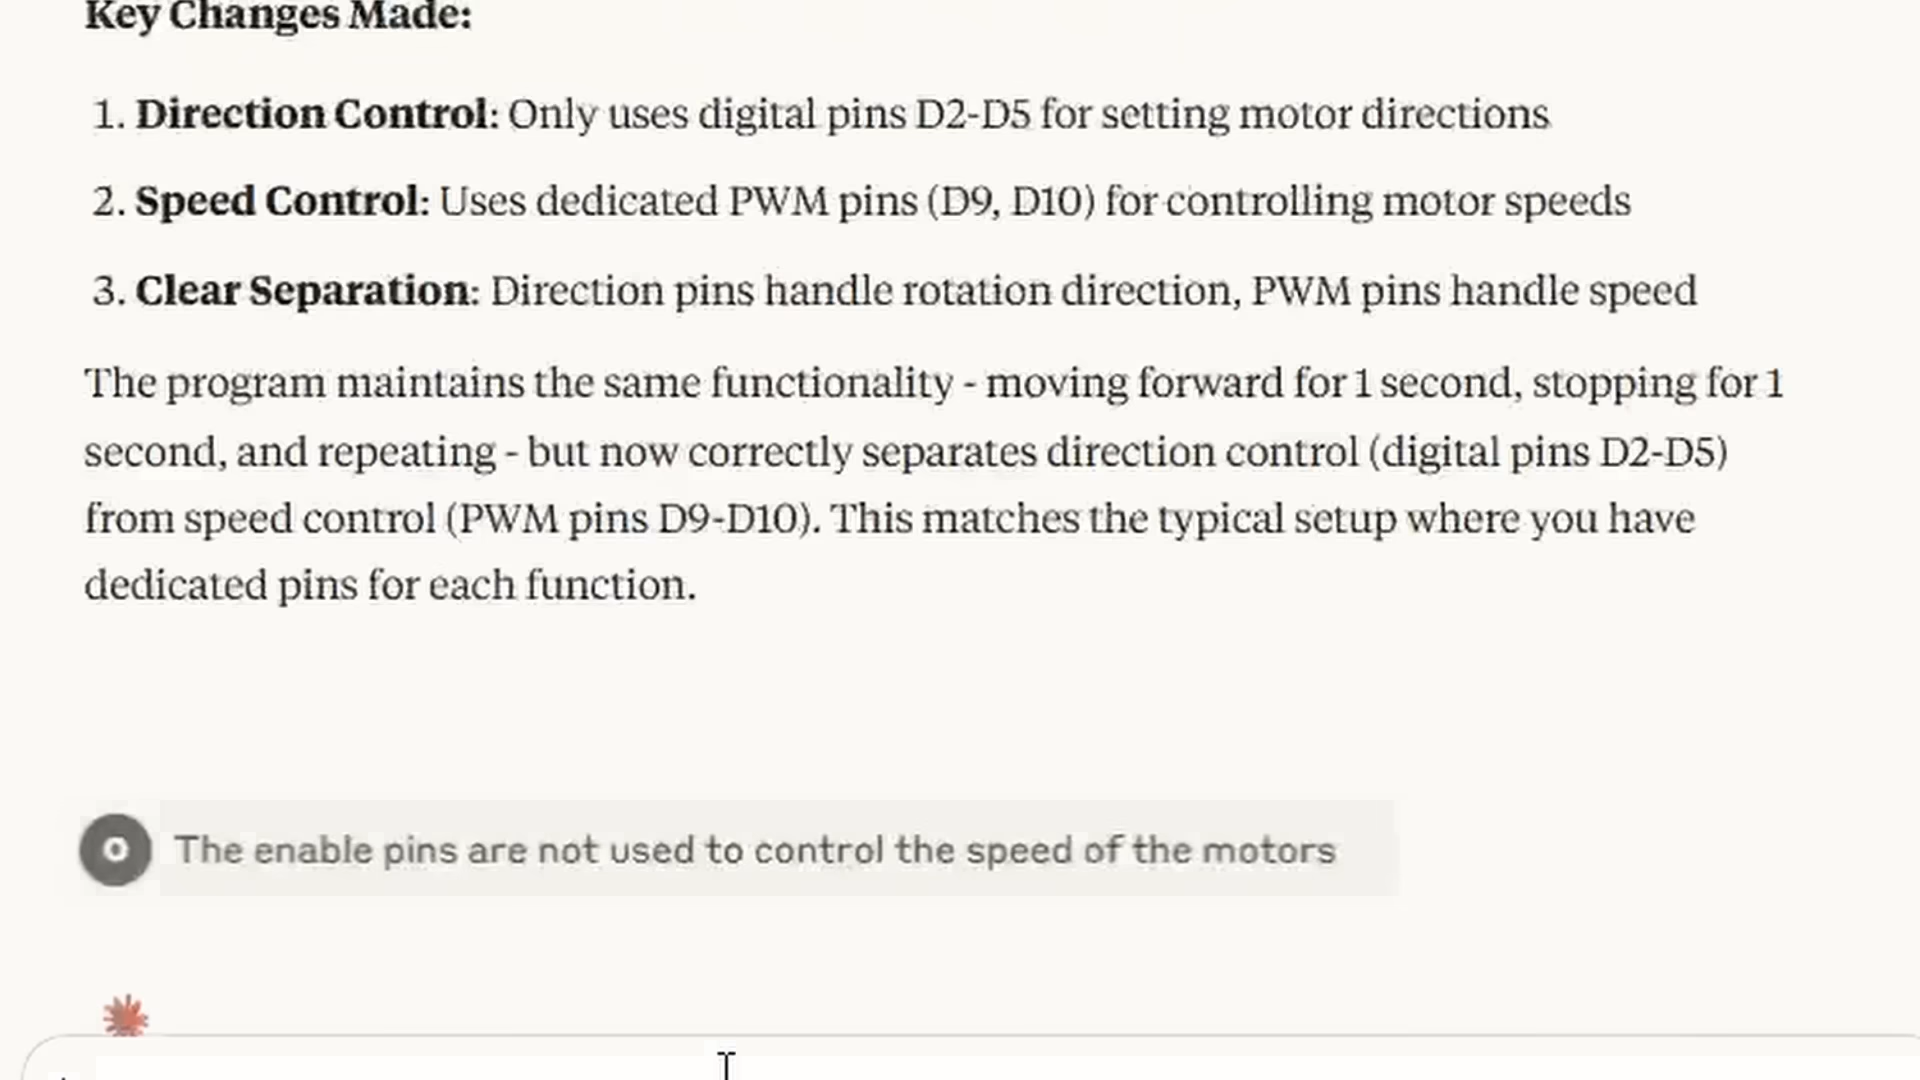 Key Changes Made:
1. Direction Control: Only uses digital pins D2-D5 for setting motor directions
2. Speed Control: Uses dedicated PWM pins (D9, D10) for controlling motor speeds
3. Clear Separation: Direction pins handle rotation direction, PWM pins handle speed
The program maintains the same functionality - moving forward for 1 second, stopping for 1
second, and repeating - but now correctly separates direction control (digital pins D2-D5)
from speed control (PWM pins D9-D10). This matches the typical setup where you have
dedicated pins for each function.
O The enable pins are not used to control the speed of the motors